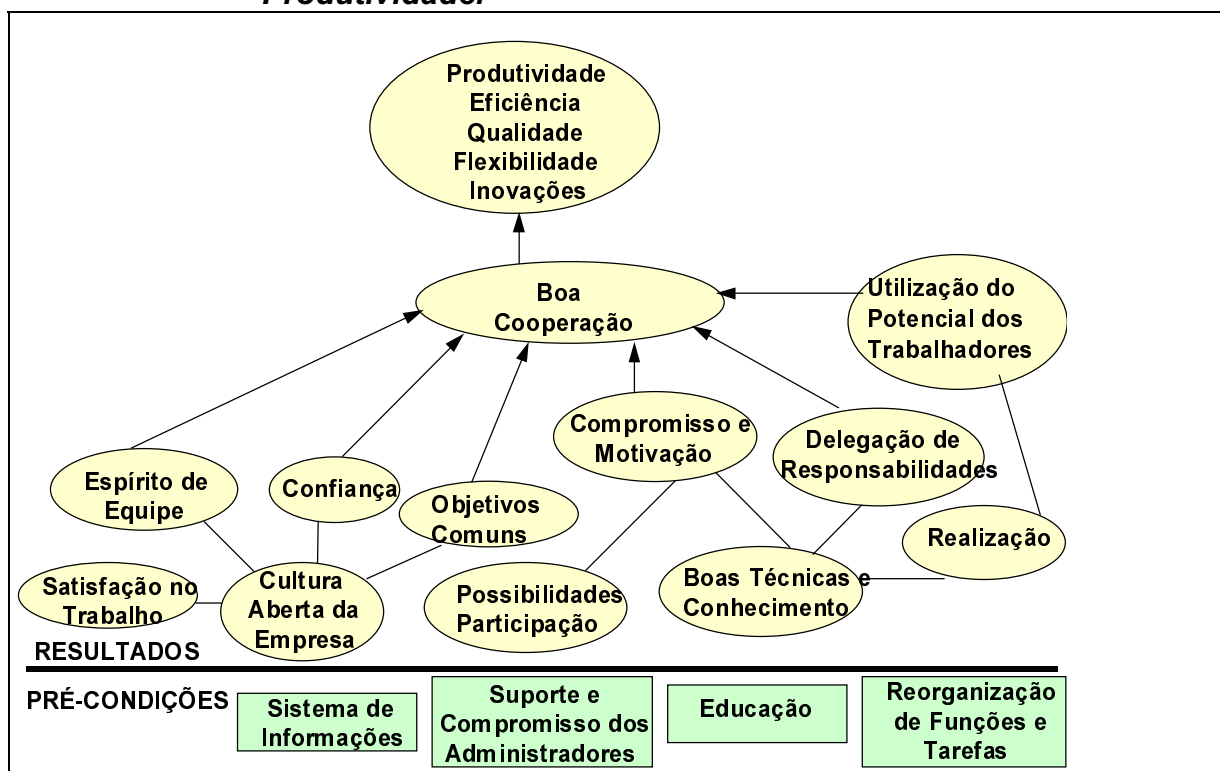 Produtividade.
Produtividade
Eficiência
Qualidade
Flexibilidade
Inovações
Boa
Cooperação
Utilização do
Potencial dos
Trabalhadores
Compromisso e
Motivação
Delegação de
Responsabilidades
Espírito de
Equipe
Confiança
Objetivos
Comuns
Realização
Satisfação no
Trabalho
Cultura
Aberta da
Empresa
Possibilidades
Participação
Boas Técnicas e
Conhecimento
RESULTADOS
PRÉ-CONDIÇÕES
Sistema de
Informações
Suporte e
Compromisso dos
Administradores
Educação
Reorganização
de Funções e
Tarefas